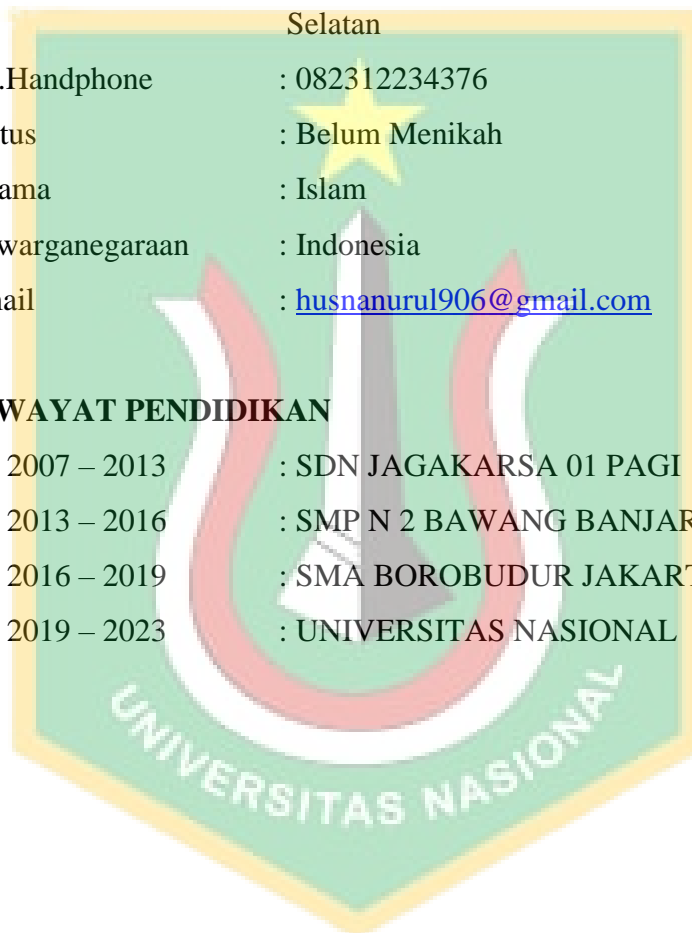 Selatan
.Handphone : 082312234376
tus : Belum Menikah
ama : Islam
warganegaraan : Indonesia
ail : husnanurul906@gmail.com
WAYAT PENDIDIKAN
2007 – 2013 : SDN JAGAKARSA 01 PAGI
2013 – 2016 : SMP N 2 BAWANG BANJAR
2016 – 2019 : SMA BOROBUDUR JAKART
2019 – 2023 : UNIVERSITAS NASIONAL
UNIVERSITAS NASIONAL